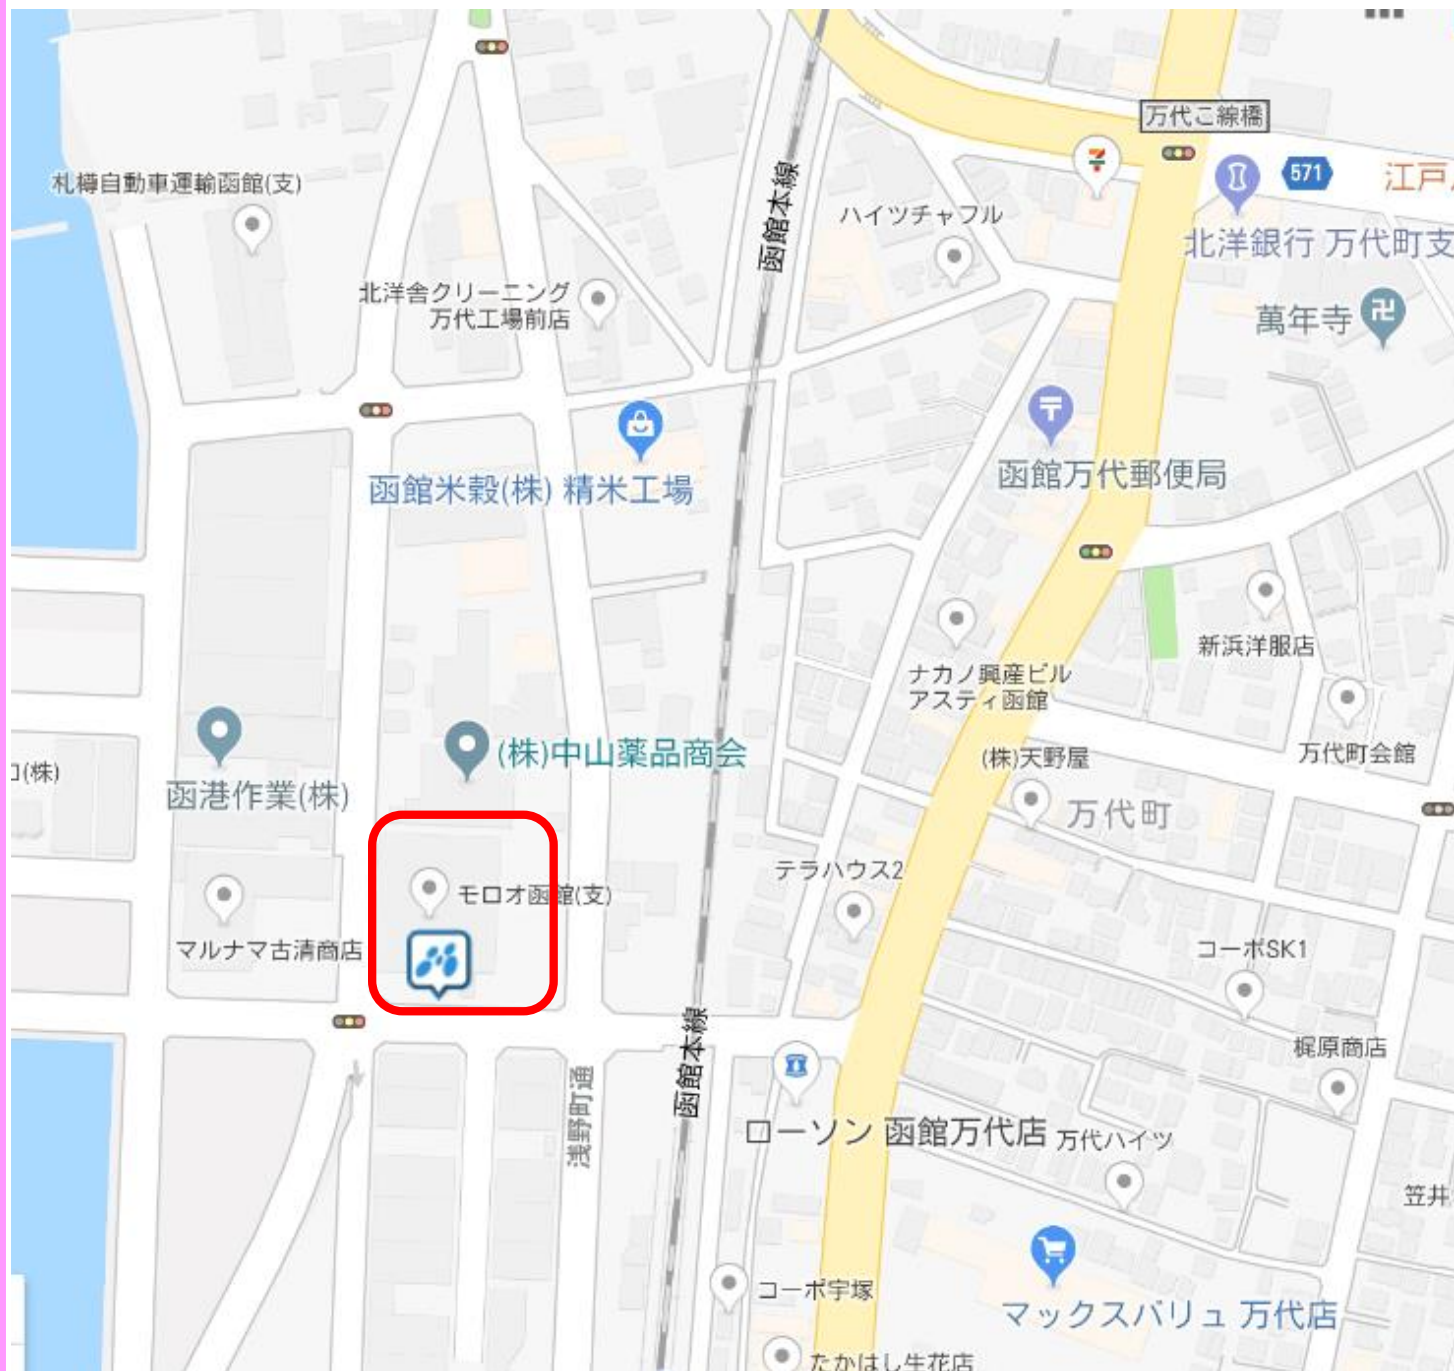 万代こ線橋
571
江戸
札樽自動車運輸函館(支)
函館本線
ハイツチャフル
北洋銀行 万代町支
北洋舎クリーニング
万代工場前店
萬年寺
卍
〒
函館米穀(株) 精米工場
函館万代郵便局
新浜洋服店
ナカノ興産ビル
アスティ函館
(株)中山薬品商会
(株)天野屋
万代町会館
(株)
函港作業(株)
万代町
テラハウス2
モロオ函館(支)
マルナマ古清商店
コーポSK1
函館本線
梶原商店
浅野町通
ローソン 函館万代店
万代ハイツ
笠井
コーポ宇塚
マックスバリュ 万代店
たかはし生花店